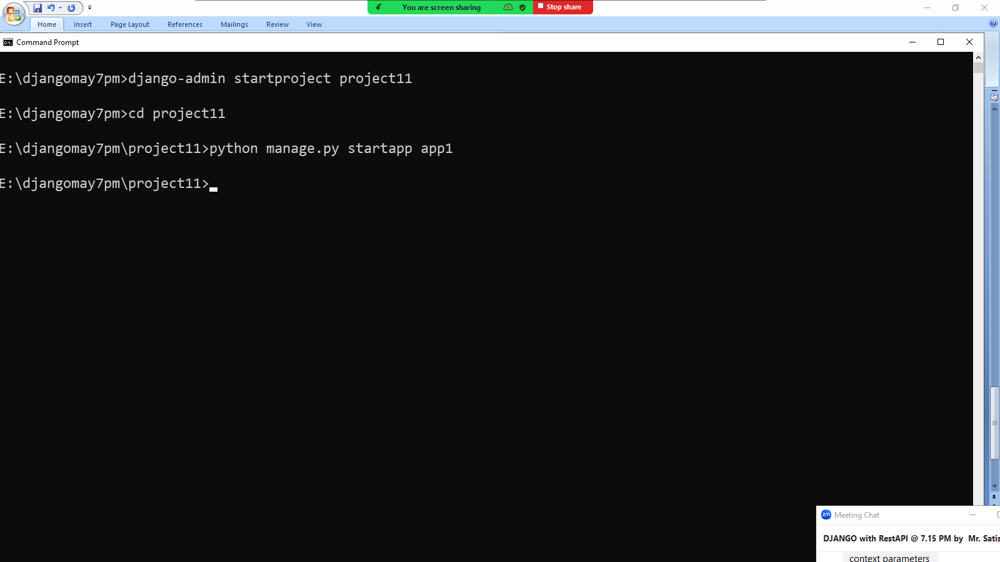 You are screen sharing
Stop share
Home Insert Page Layout References Mailings Review View
Command Prompt
E:\djangomay7pm>django-admin startproject project11
E:\djangomay7pm>cd project11
E:\djangomay7pm\project11>python manage.py startapp app1
E:\djangomay7pm\project11>
zm Meeting Chat
DJANGO with RestAPI @ 7.15 PM by Mr. Satis
context parameters